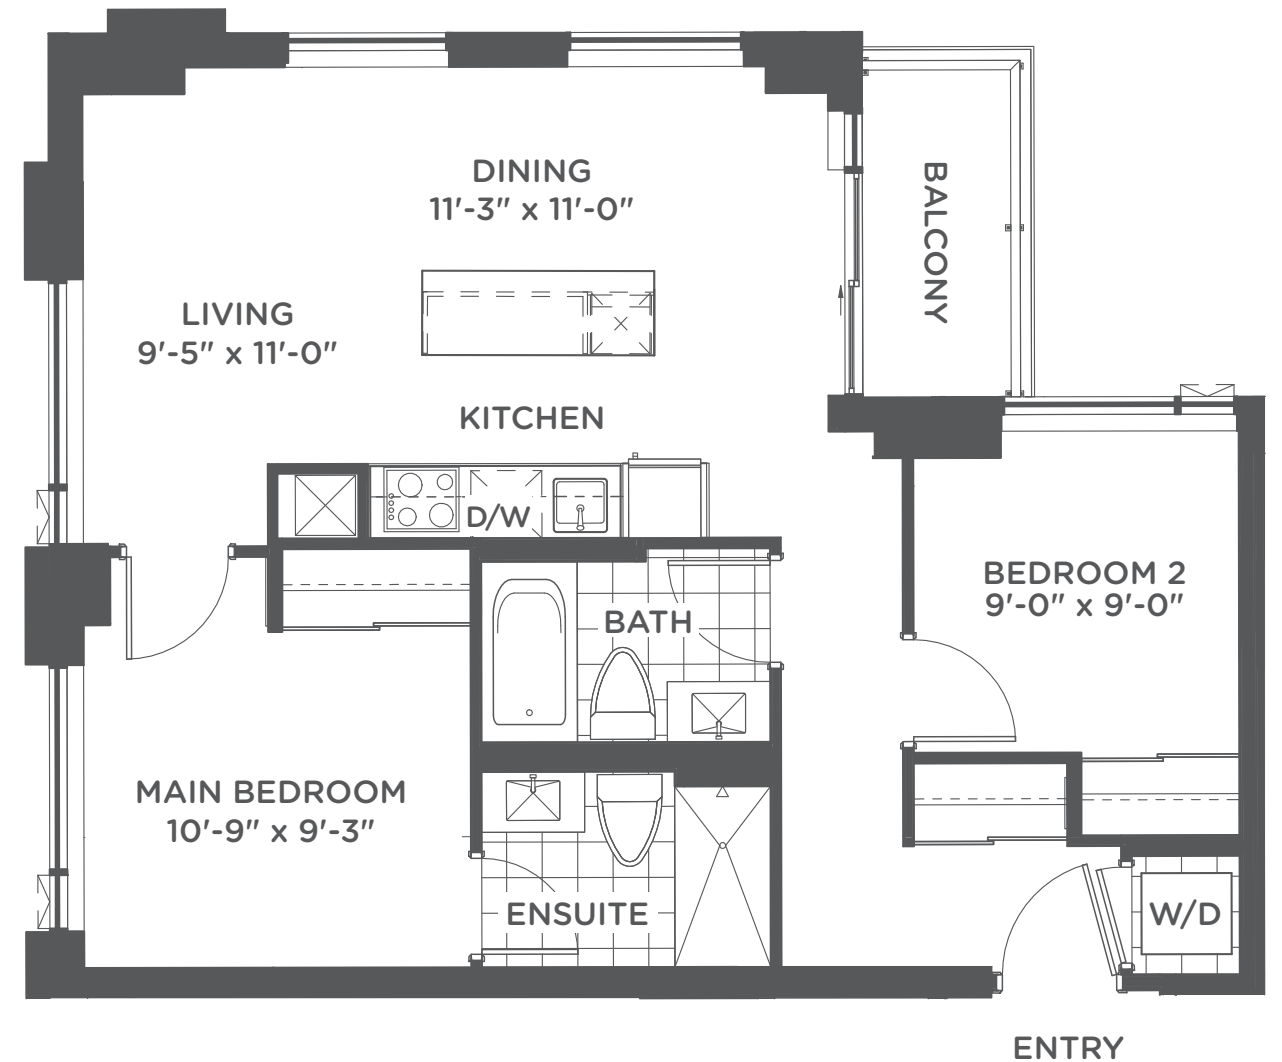 DINING
11'-3" x 11'-0"
BALCONY
LIVING
9'-5" x 11'-0"
KITCHEN
D/W
BEDROOM 2
9'-0" x 9'-0"
BATH
MAIN BEDROOM
10'-9" x 9'-3"
ENSUITE
W/D
ENTRY